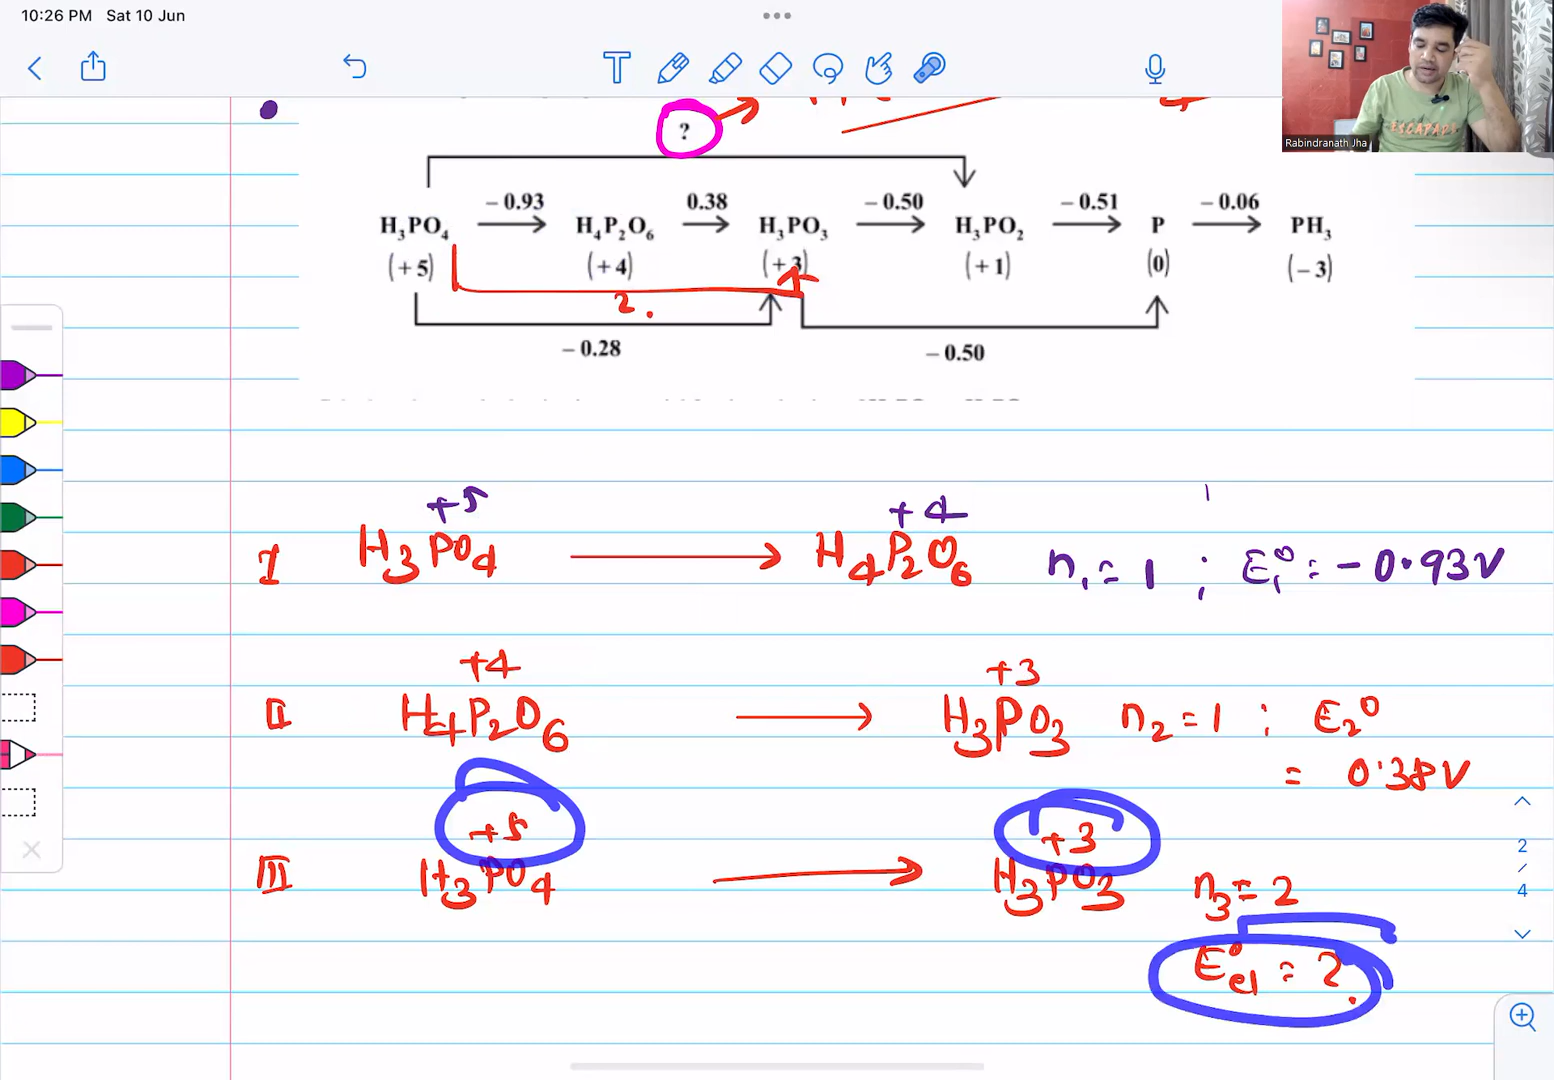 10:26 PM Sat 10 Jun
ESCAPADE
Rabindranath Jha
?
– 0.93 0.38 – 0.50 – 0.51 – 0.06
H₃PO₄ → H₄P₂O₆ → H₃PO₃ → H₃PO₂ → P → PH₃
(+ 5) (+ 4) (+ 3) (+ 1) (0) (– 3)
2.
– 0.28 – 0.50
+5 +4
I H₃PO₄ → H₄P₂O₆ n₁ = 1 ; E₁⁰ = -0.93V
+4 +3
II H₄P₂O₆ → H₃PO₃ n₂ = 1 ; E₂⁰
= 0.38V
+5 +3
III H₃PO₄ → H₃PO₃ n₃ = 2
E°el = ?
2
/
4